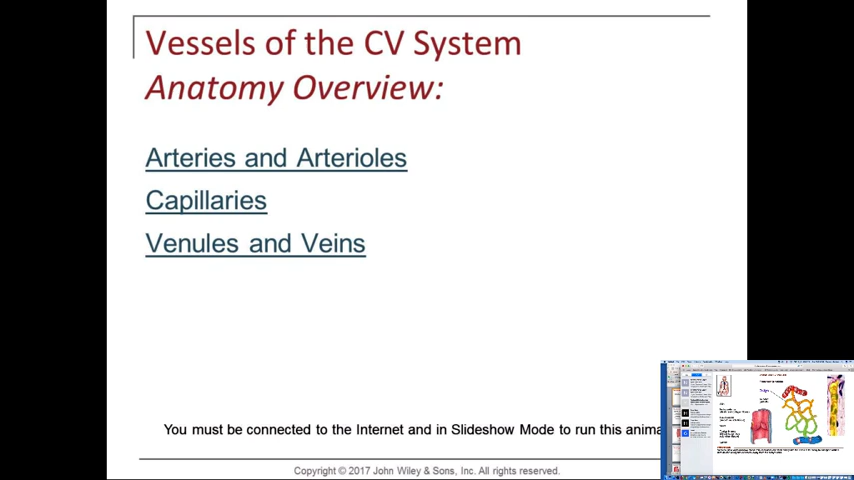 Vessels of the CV System
Anatomy Overview:
Arteries and Arterioles
Capillaries
Venules and Veins
You must be connected to the Internet and in Slideshow Mode to run this
Copyright © 2017 John Wiley & Sons, Inc. All rights reserved.